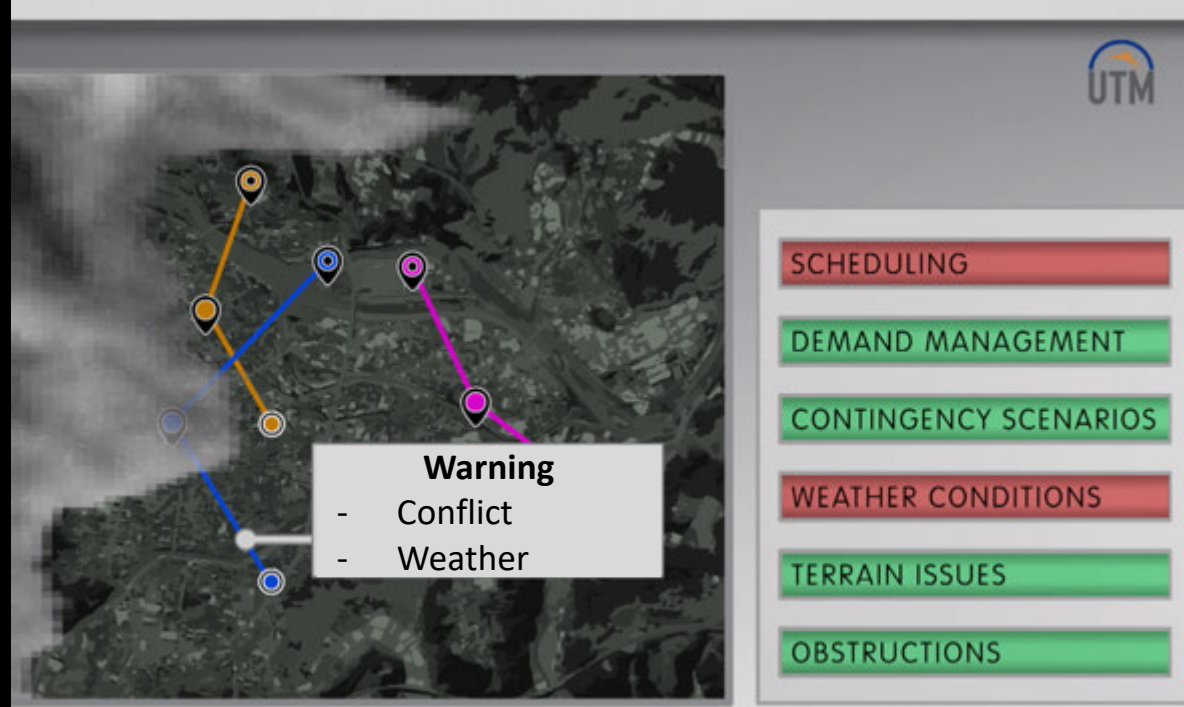 UTM
SCHEDULING
DEMAND MANAGEMENT
CONTINGENCY SCENARIOS
WEATHER CONDITIONS
TERRAIN ISSUES
OBSTRUCTIONS
Warning
- Conflict
- Weather